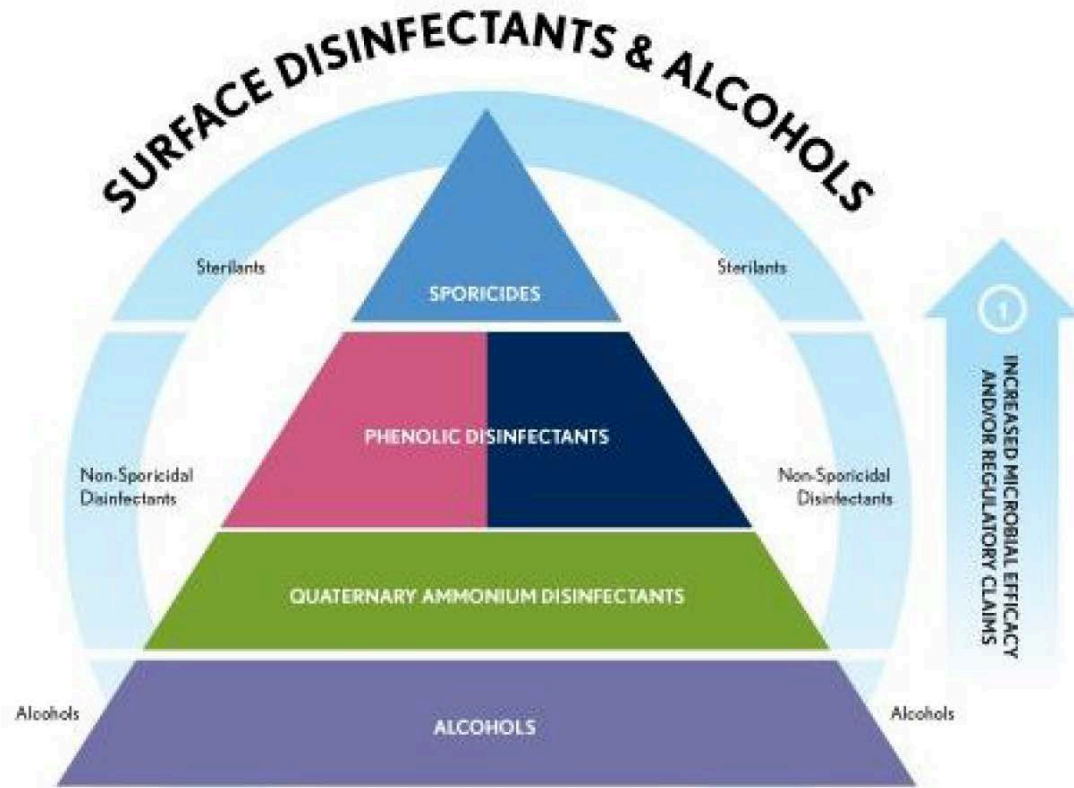 SURFACE DISINFECTANTS & ALCOHOLS
Sterilants
Sterilants
SPORICIDES
1
INCREASED MICROBIAL EFFICACY
AND/OR REGULATORY CLAIMS
PHENOLIC DISINFECTANTS
Non-Sporicidal
Disinfectants
Non-Sporicidal
Disinfectants
QUATERNARY AMMONIUM DISINFECTANTS
Alcohols
ALCOHOLS
Alcohols